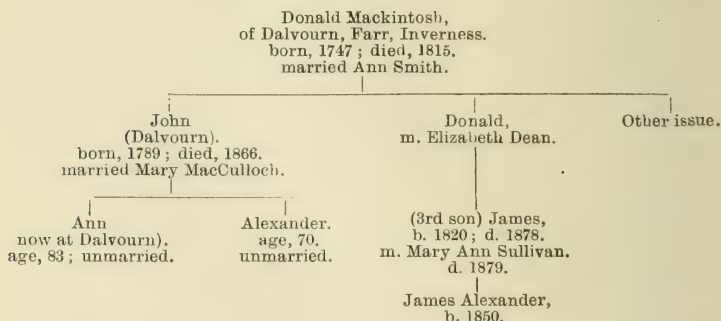 Donald Mackintosh,
of Dalvourn, Farr, Inverness.
born, 1747 ; died, 1815.
married Ann Smith.
John
(Dalvourn).
born, 1789 ; died, 1866.
married Mary MacCulloch.
Donald,
m. Elizabeth Dean.
Other issue.
Ann
now at Dalvourn).
age, 83 ; unmarried.
Alexander.
age, 70.
unmarried.
(3rd son) James,
b. 1820 ; d. 1878.
m. Mary Ann Sullivan.
d. 1879.
James Alexander,
b. 1850.